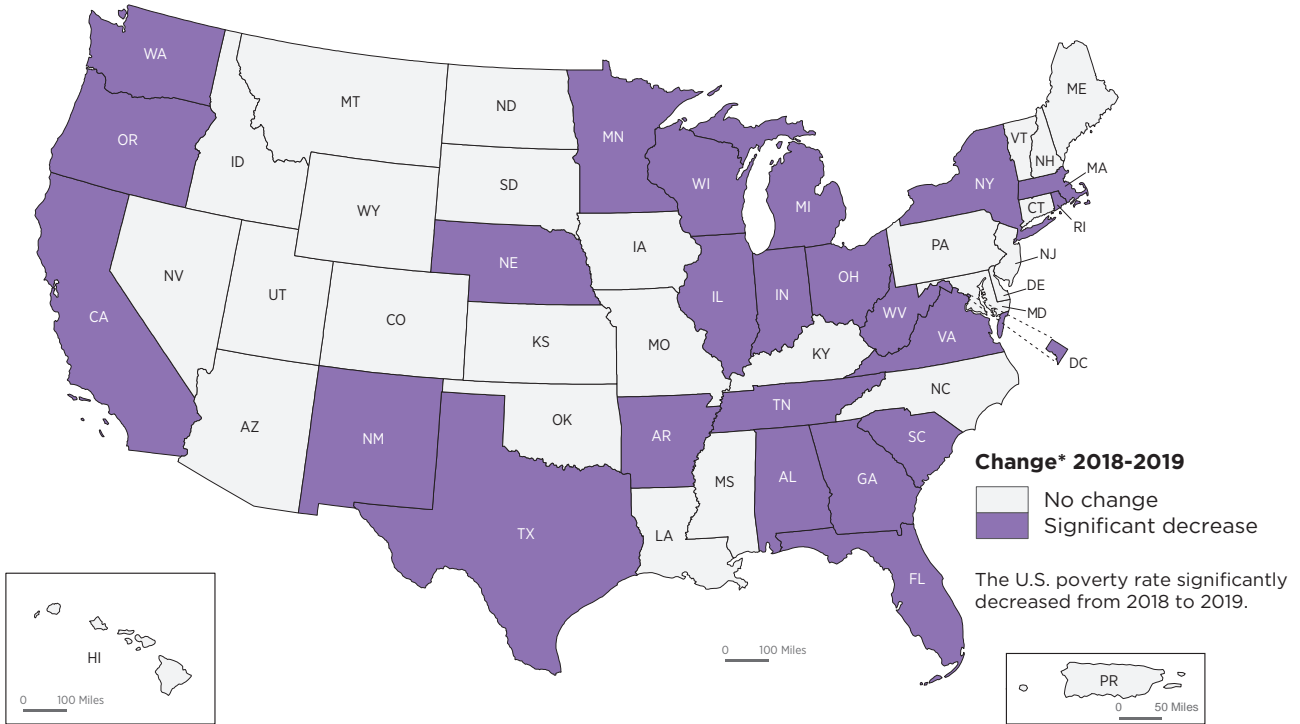 WA
MT
ND
MN
ME
OR
ID
SD
WI
VT
NH
NY
MA
WY
MI
CT
RI
IA
PA
NJ
NE
NV
UT
IL
IN
OH
DE
CA
CO
WV
MD
KS
MO
VA
KY
DC
NC
TN
OK
AZ
NM
AR
SC
MS
AL
GA
TX
LA
FL
Change* 2018-2019
No change
Significant decrease
The U.S. poverty rate significantly
decreased from 2018 to 2019.
HI
0 100 Miles
0 100 Miles
PR
0 50 Miles